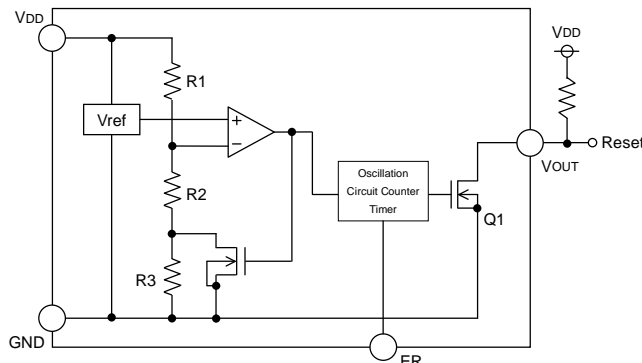 VDD
VDD
R1
Vref
+
−
Reset
VOUT
Oscillation
Circuit Counter
Timer
R2
Q1
R3
GND
ER